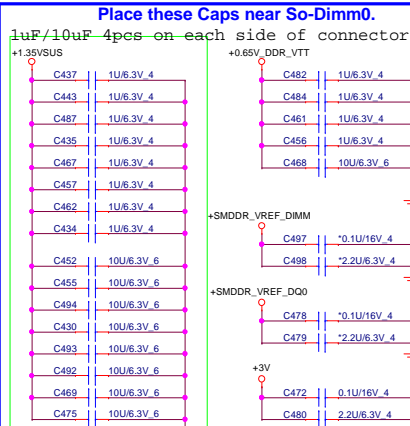 Place these Caps near So-Dimm0.
1uF/10uF 4pcs on each side of connector
+1.35VSUS
C437 1U/6.3V_4
C443 1U/6.3V_4
C487 1U/6.3V_4
C435 1U/6.3V_4
C467 1U/6.3V_4
C457 1U/6.3V_4
C462 1U/6.3V_4
C434 1U/6.3V_4
C452 10U/6.3V_6
C455 10U/6.3V_6
C494 10U/6.3V_6
C430 10U/6.3V_6
C493 10U/6.3V_6
C492 10U/6.3V_6
C469 10U/6.3V_6
C475 10U/6.3V_6
+0.65V_DDR_VTT
C482 1U/6.3V_4
C484 1U/6.3V_4
C461 1U/6.3V_4
C456 1U/6.3V_4
C468 10U/6.3V_6
+SMDDR_VREF_DIMM
C497 *0.1U/16V_4
C498 *2.2U/6.3V_4
+SMDDR_VREF_DQ0
C478 *0.1U/16V_4
C479 *2.2U/6.3V_4
+3V
C472 0.1U/16V_4
C480 2.2U/6.3V_4